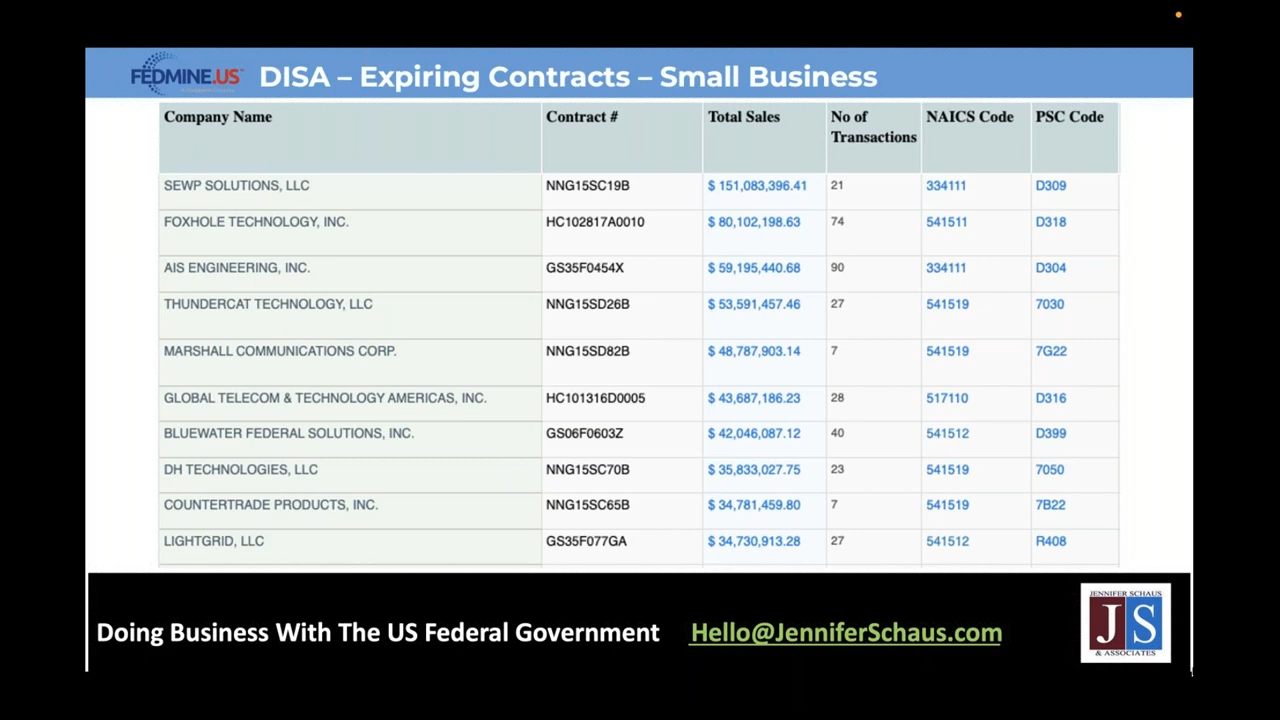 FEDMINE.US
DISA – Expiring Contracts – Small Business
Company Name Contract # Total Sales No of Transactions NAICS Code PSC Code
SEWP SOLUTIONS, LLC NNG15SC19B $ 151,083,396.41 21 334111 D309
FOXHOLE TECHNOLOGY, INC. HC102817A0010 $ 80,102,198.63 74 541511 D318
AIS ENGINEERING, INC. GS35F0454X $ 59,195,440.68 90 334111 D304
THUNDERCAT TECHNOLOGY, LLC NNG15SD26B $ 53,591,457.46 27 541519 7030
MARSHALL COMMUNICATIONS CORP. NNG15SD82B $ 48,787,903.14 7 541519 7G22
GLOBAL TELECOM & TECHNOLOGY AMERICAS, INC. HC101316D0005 $ 43,687,186.23 28 517110 D316
BLUEWATER FEDERAL SOLUTIONS, INC. GS06F0603Z $ 42,046,087.12 40 541512 D399
DH TECHNOLOGIES, LLC NNG15SC70B $ 35,833,027.75 23 541519 7050
COUNTERTRADE PRODUCTS, INC. NNG15SC65B $ 34,781,459.80 7 541519 7B22
LIGHTGRID, LLC GS35F077GA $ 34,730,913.28 27 541512 R408
Doing Business With The US Federal Government Hello@JenniferSchaus.com
JENNIFER SCHAUS
JS
& ASSOCIATES